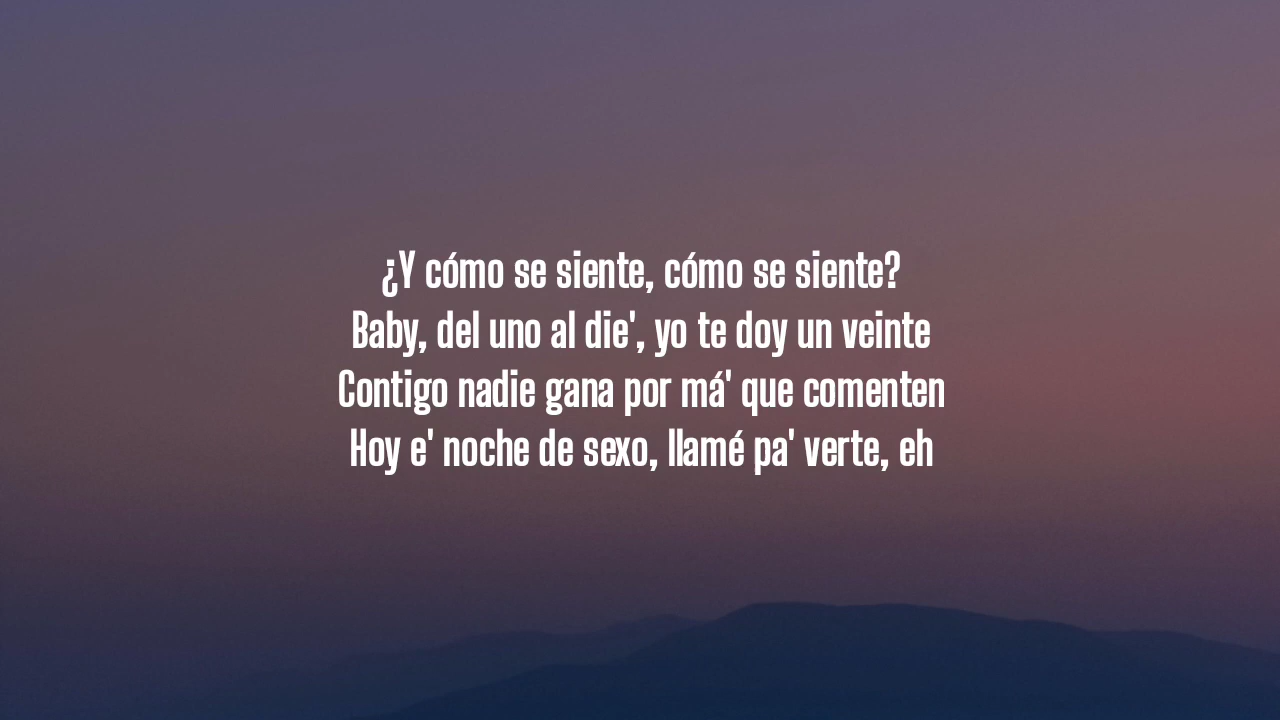 ¿Y cómo se siente, cómo se siente?
Baby, del uno al die', yo te doy un veinte
Contigo nadie gana por má' que comenten
Hoy e' noche de sexo, llamé pa' verte, eh